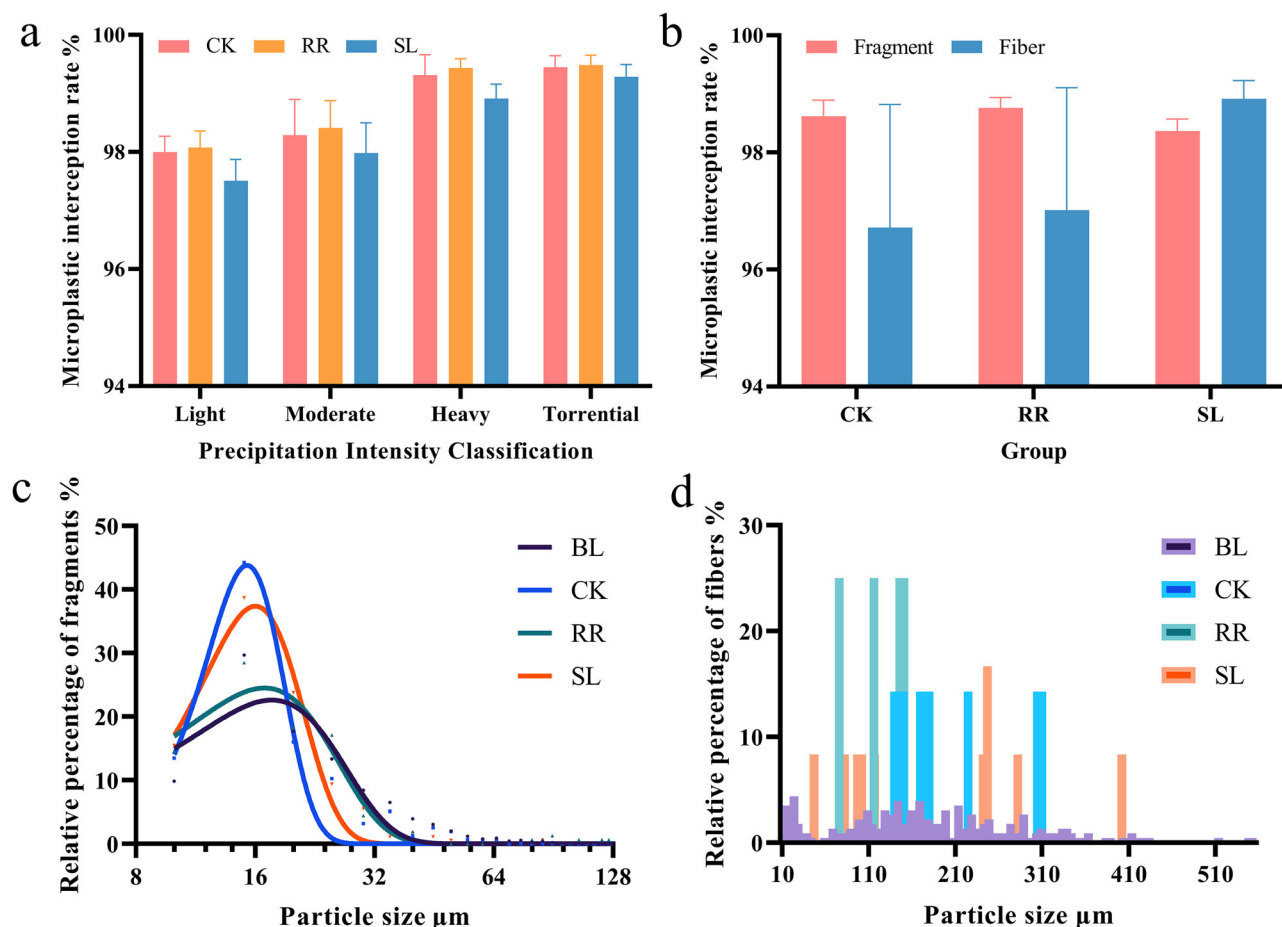 a
CK RR SL
Microplastic interception rate %
100
98
96
94
Light Moderate Heavy Torrential
Precipitation Intensity Classification
b
Fragment Fiber
Microplastic interception rate %
100
98
96
94
CK RR SL
Group
c
Relative percentage of fragments %
50
40
30
20
10
0
BL
CK
RR
SL
8 16 32 64 128
Particle size μm
d
Relative percentage of fibers %
30
20
10
0
BL
CK
RR
SL
10 110 210 310 410 510
Particle size μm